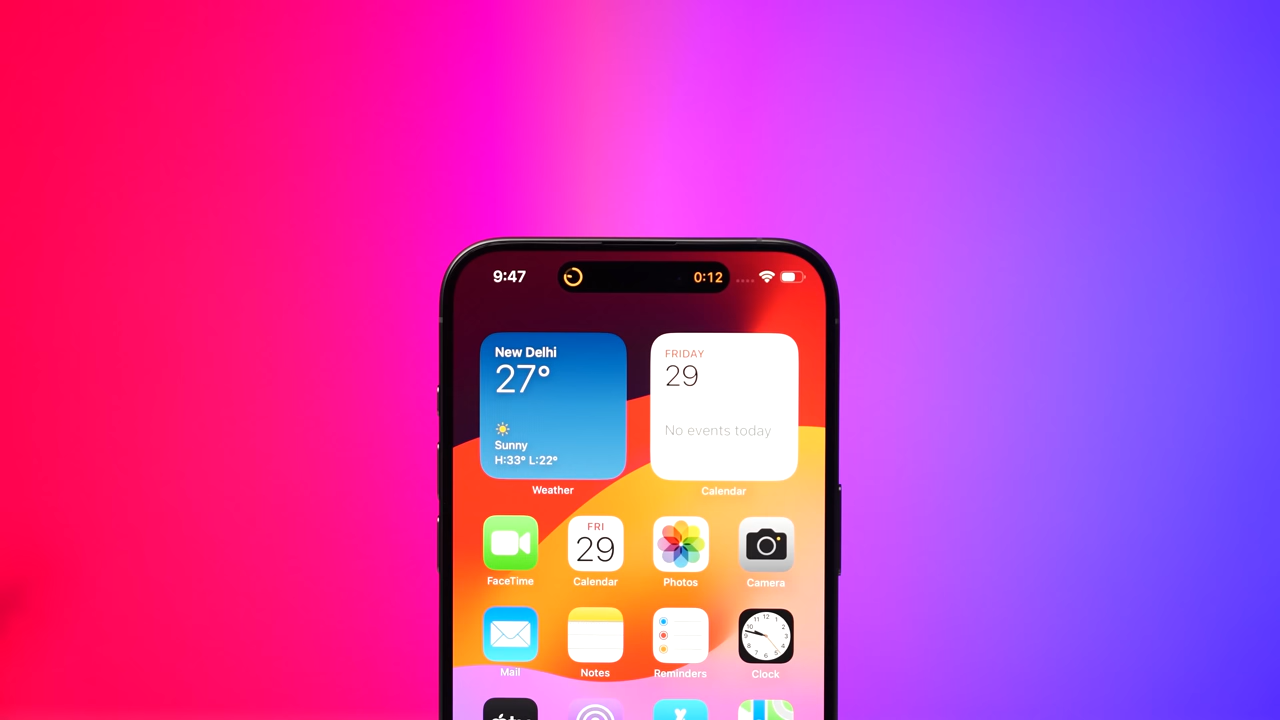 9:47
0:12
New Delhi
27°
Sunny
H:33° L:22°
Weather
FRIDAY
29
No events today
Calendar
FaceTime
FRI
29
Calendar
Photos
Camera
Mail
Notes
Reminders
Clock